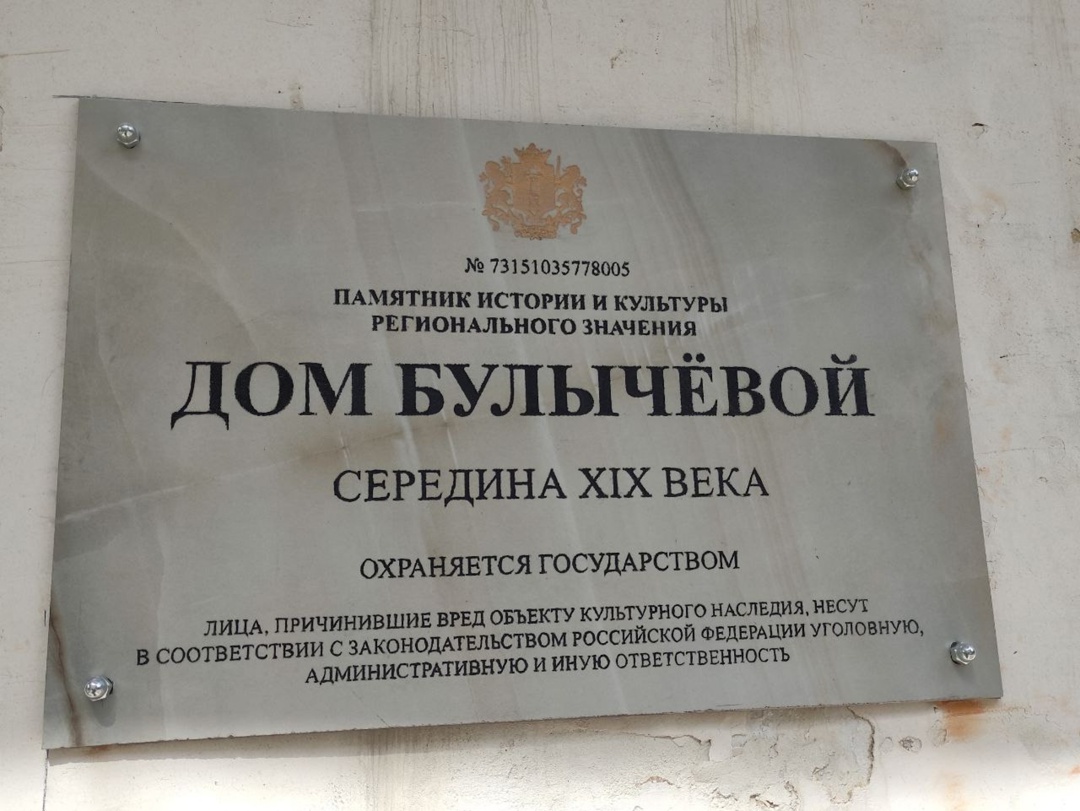 № 73151035778005
ПАМЯТНИК ИСТОРИИ И КУЛЬТУРЫ
РЕГИОНАЛЬНОГО ЗНАЧЕНИЯ
ДОМ БУЛЫЧЁВОЙ
СЕРЕДИНА XIX ВЕКА
ОХРАНЯЕТСЯ ГОСУДАРСТВОМ
ЛИЦА, ПРИЧИНИВШИЕ ВРЕД ОБЪЕКТУ КУЛЬТУРНОГО НАСЛЕДИЯ, НЕСУТ
В СООТВЕТСТВИИ С ЗАКОНОДАТЕЛЬСТВОМ РОССИЙСКОЙ ФЕДЕРАЦИИ УГОЛОВНУЮ,
АДМИНИСТРАТИВНУЮ И ИНУЮ ОТВЕТСТВЕННОСТЬ